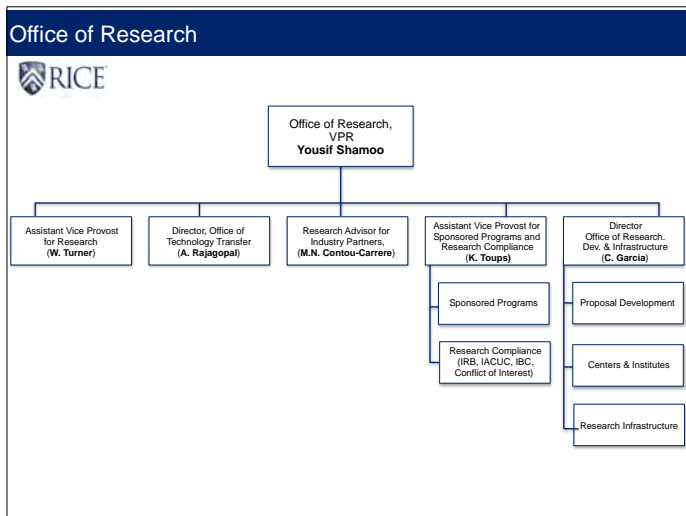 Office of Research
RICE
Office of Research,
VPR
Yousif Shamoo
Assistant Vice Provost
for Research
(W. Turner)
Director, Office of
Technology Transfer
(A. Rajagopal)
Research Advisor for
Industry Partners,
(M.N. Contou-Carrere)
Assistant Vice Provost for
Sponsored Programs and
Research Compliance
(K. Toups)
Director
Office of Research.
Dev. & Infrastructure
(C. Garcia)
Sponsored Programs
Research Compliance
(IRB, IACUC, IBC,
Conflict of Interest)
Proposal Development
Centers & Institutes
Research Infrastructure